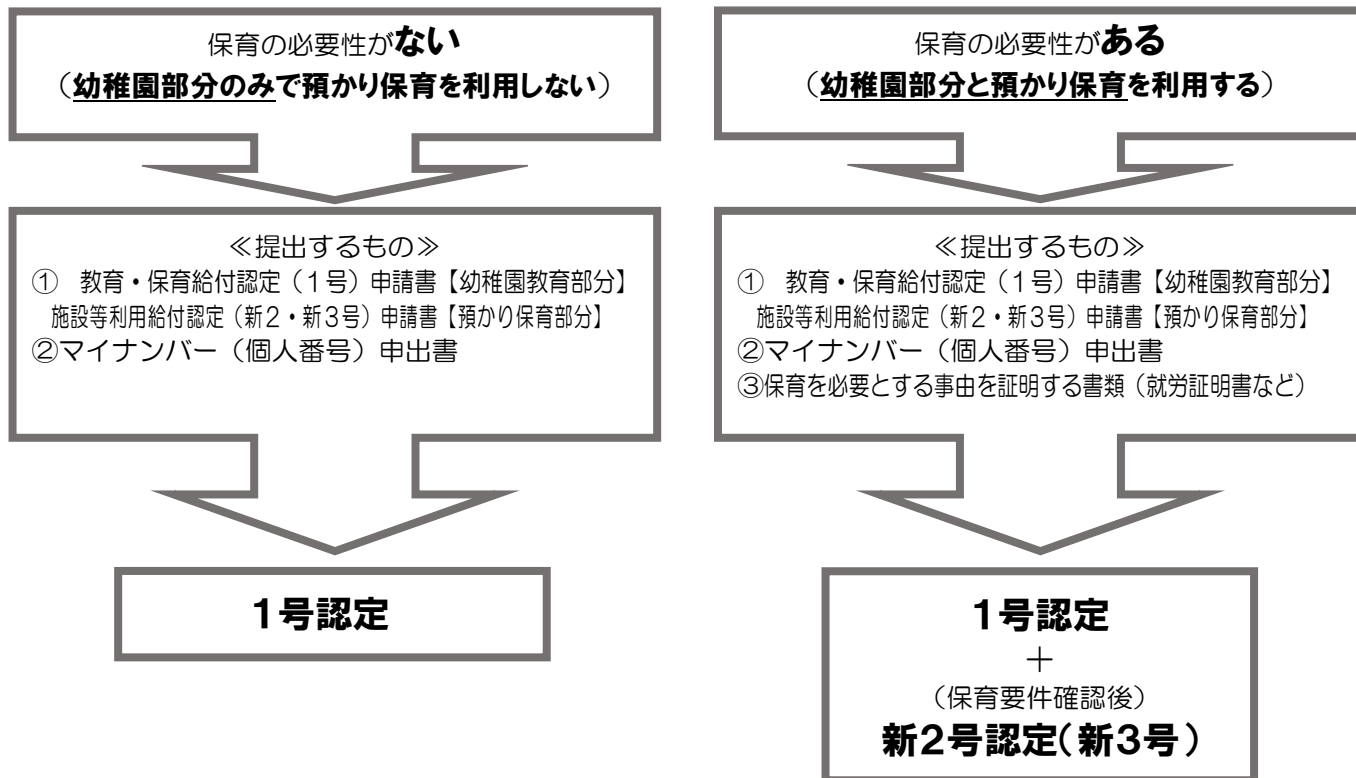 保育の必要性がない
（幼稚園部分のみで預かり保育を利用しない）
≪提出するもの≫
①　教育・保育給付認定（１号）申請書【幼稚園教育部分】
施設等利用給付認定（新２・新３号）申請書【預かり保育部分】
②マイナンバー（個人番号）申出書
１号認定
保育の必要性がある
（幼稚園部分と預かり保育を利用する）
≪提出するもの≫
①　教育・保育給付認定（１号）申請書【幼稚園教育部分】
施設等利用給付認定（新２・新３号）申請書【預かり保育部分】
②マイナンバー（個人番号）申出書
③保育を必要とする事由を証明する書類（就労証明書など）
１号認定
＋
（保育要件確認後）
新２号認定（新３号）